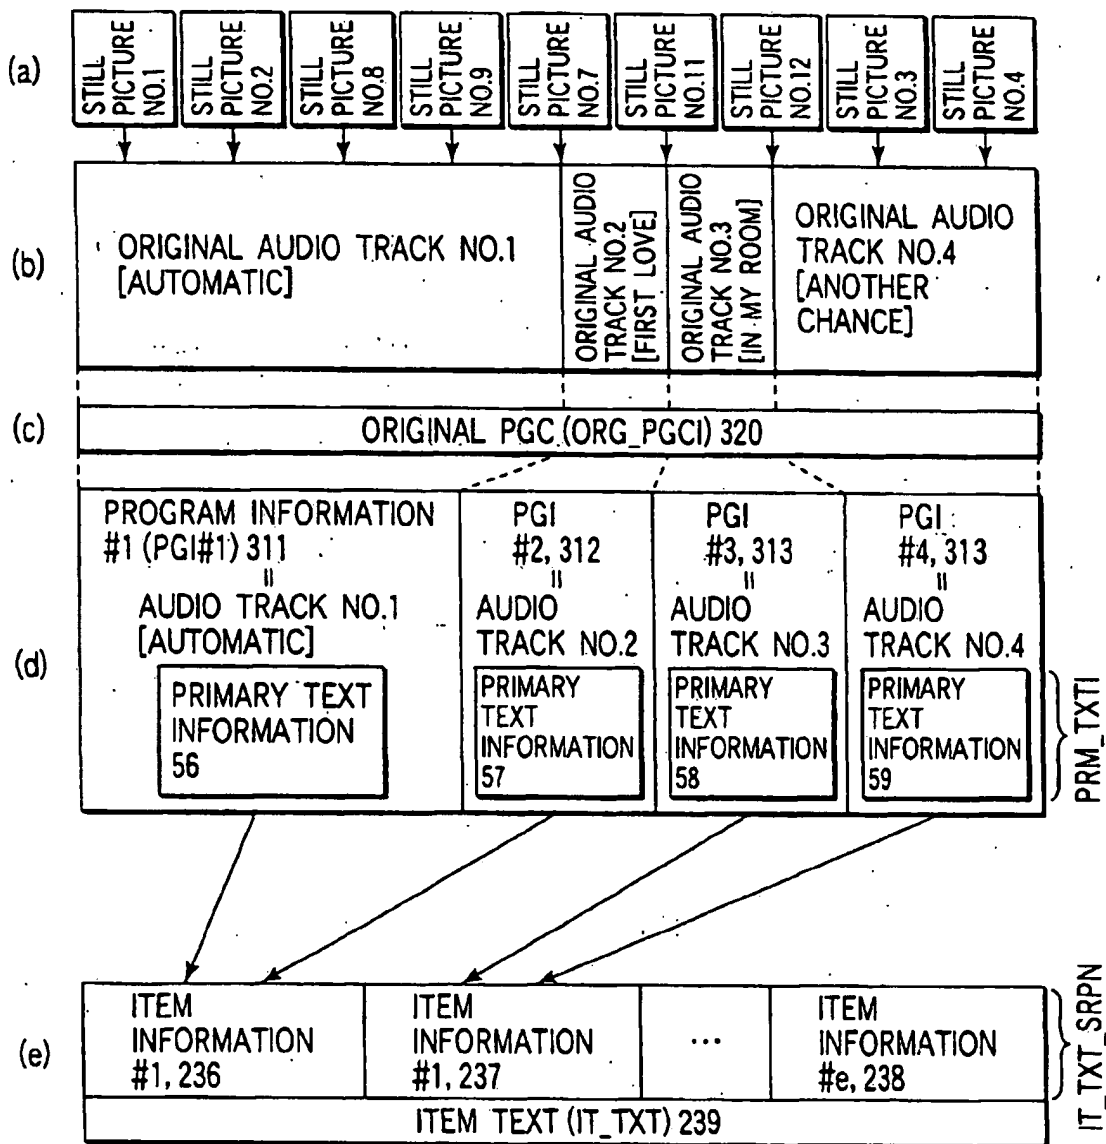 (a)
STILL
PICTURE
NO.1
STILL
PICTURE
NO.2
STILL
PICTURE
NO.8
STILL
PICTURE
NO.9
STILL
PICTURE
NO.7
STILL
PICTURE
NO.11
STILL
PICTURE
NO.12
STILL
PICTURE
NO.3
STILL
PICTURE
NO.4
(b)
ORIGINAL AUDIO TRACK NO.1
[AUTOMATIC]
ORIGINAL AUDIO
TRACK NO.2
[FIRST LOVE]
ORIGINAL AUDIO
TRACK NO.3
[IN MY ROOM]
ORIGINAL AUDIO
TRACK NO.4
[ANOTHER
CHANCE]
(c)
ORIGINAL PGC (ORG_PGCI) 320
(d)
PROGRAM INFORMATION
#1 (PGI#1) 311
=
AUDIO TRACK NO.1
[AUTOMATIC]
PRIMARY TEXT
INFORMATION
56
PGI
#2, 312
=
AUDIO
TRACK NO.2
PRIMARY
TEXT
INFORMATION
57
PGI
#3, 313
=
AUDIO
TRACK NO.3
PRIMARY
TEXT
INFORMATION
58
PGI
#4, 313
=
AUDIO
TRACK NO.4
PRIMARY
TEXT
INFORMATION
59
PRM_TXTI
(e)
ITEM
INFORMATION
#1, 236
ITEM
INFORMATION
#1, 237
...
ITEM
INFORMATION
#e, 238
IT_TXT_SRPN
ITEM TEXT (IT_TXT) 239